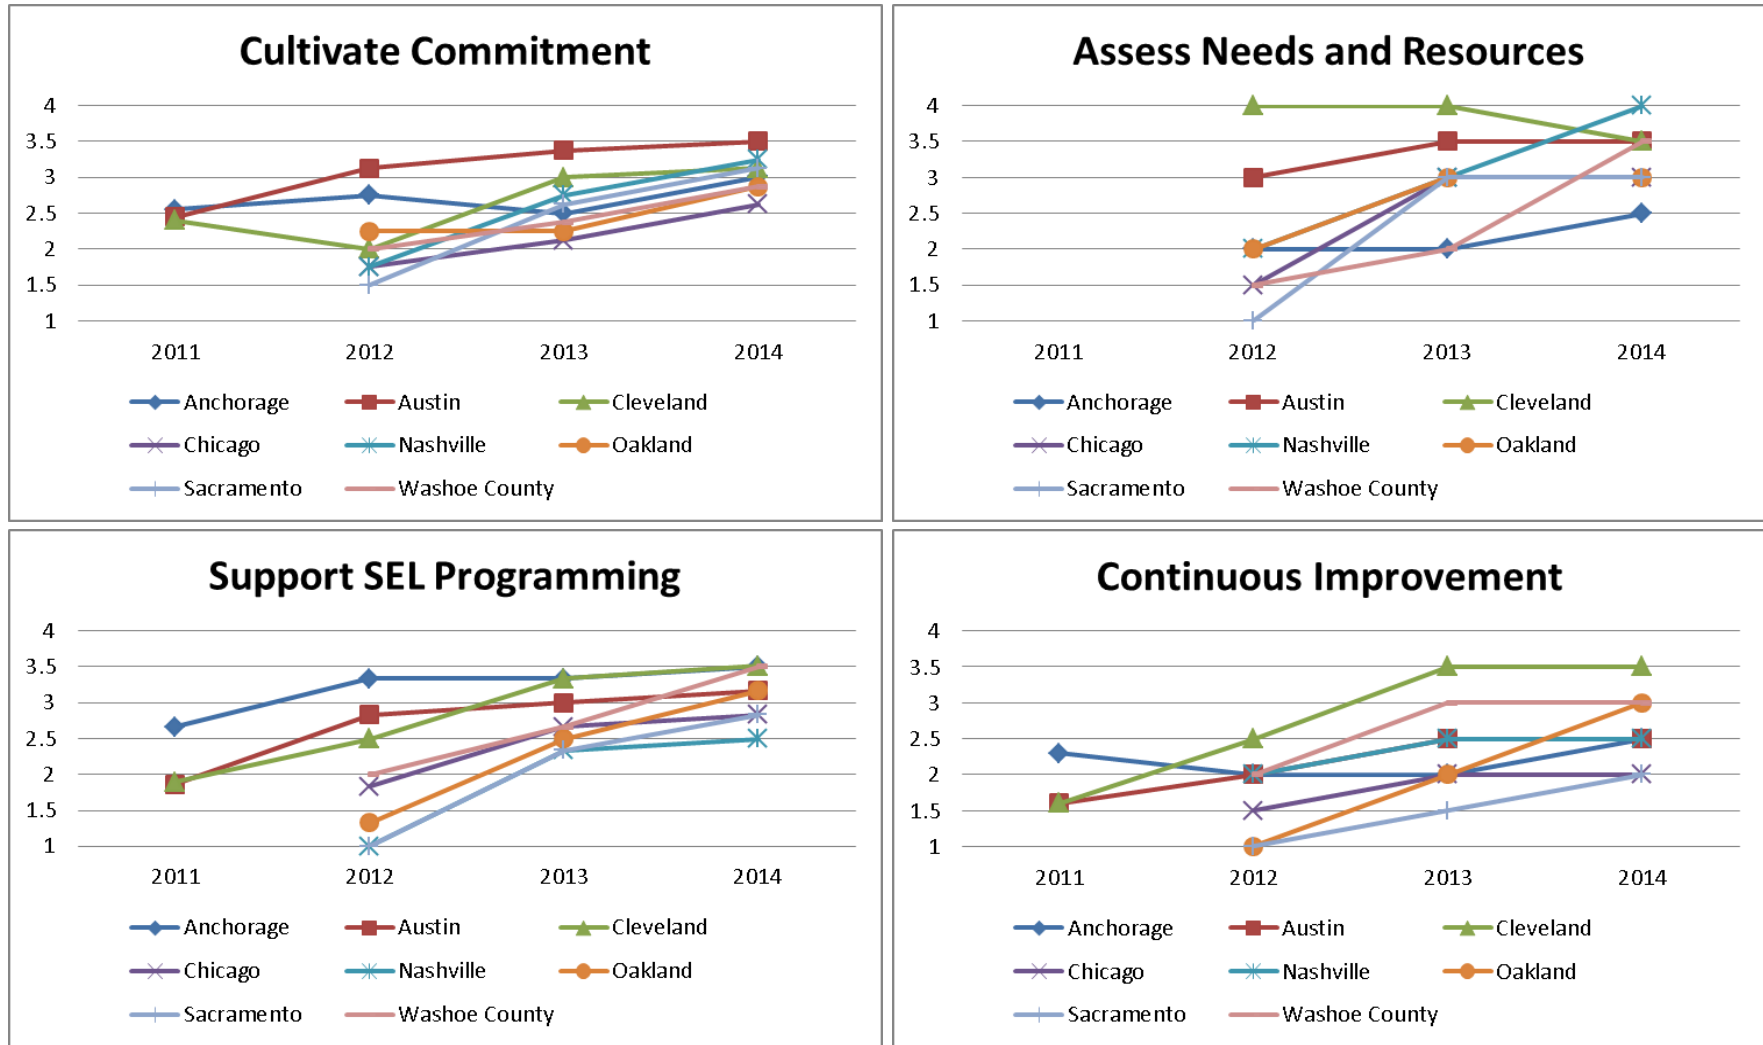 Cultivate Commitment
4
3.5
3
2.5
2
1.5
1
2011 2012 2013 2014
Anchorage Austin Cleveland
Chicago Nashville Oakland
Sacramento Washoe County
Assess Needs and Resources
4
3.5
3
2.5
2
1.5
1
2011 2012 2013 2014
Anchorage Austin Cleveland
Chicago Nashville Oakland
Sacramento Washoe County
Support SEL Programming
4
3.5
3
2.5
2
1.5
1
2011 2012 2013 2014
Anchorage Austin Cleveland
Chicago Nashville Oakland
Sacramento Washoe County
Continuous Improvement
4
3.5
3
2.5
2
1.5
1
2011 2012 2013 2014
Anchorage Austin Cleveland
Chicago Nashville Oakland
Sacramento Washoe County